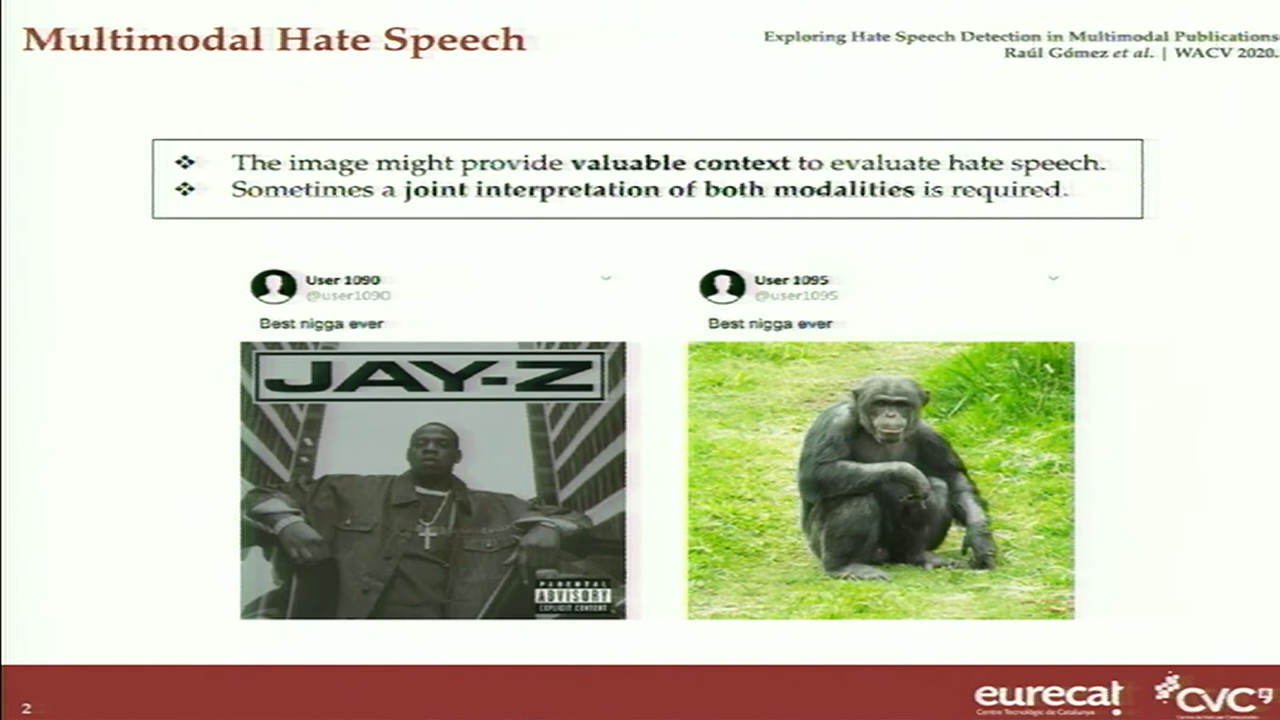 Multimodal Hate Speech
Exploring Hate Speech Detection in Multimodal Publications
Raúl Gómez et al. | WACV 2020.
❖ The image might provide valuable context to evaluate hate speech.
❖ Sometimes a joint interpretation of both modalities is required.
User 1090
@user1090
Best nigga ever
JAY-Z
PARENTAL
ADVISORY
EXPLICIT CONTENT
User 1095
@user1095
Best nigga ever
2
eurecat
Centre Tecnològic de Catalunya
CVC